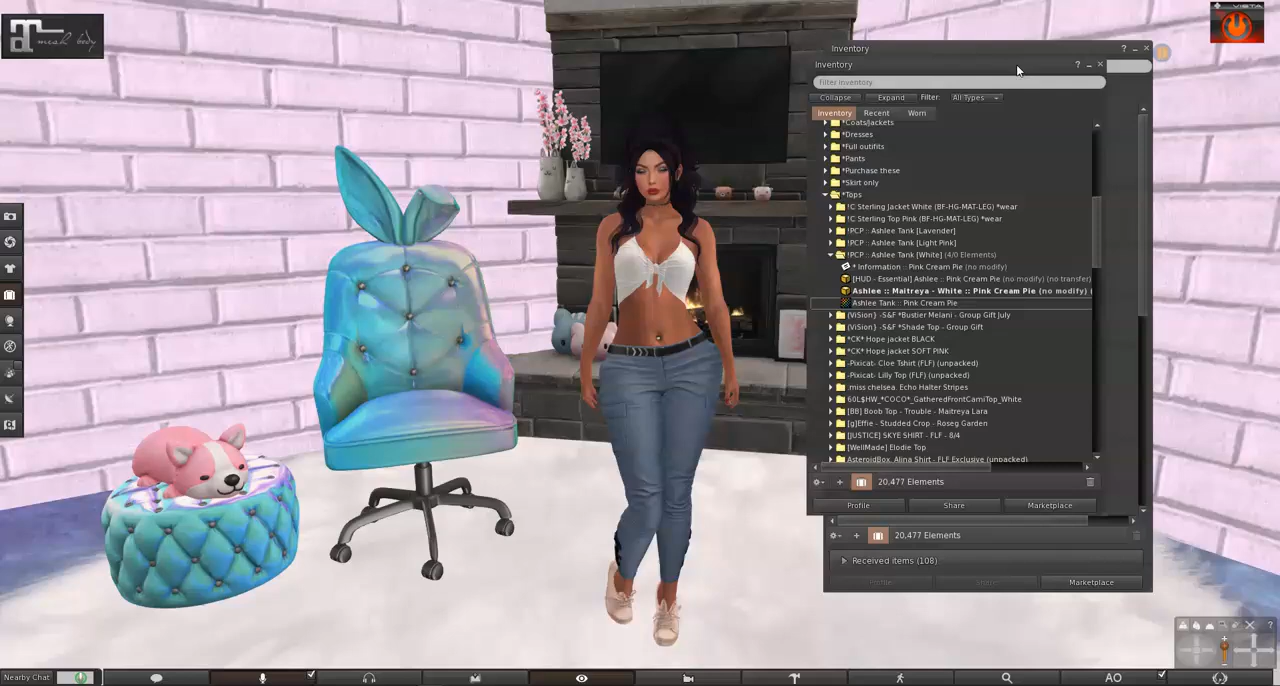 mesh body
VISTA
Inventory
? _ ×
Inventory
? _ ×
Filter Inventory
Collapse Expand Filter: All Types
Inventory Recent Worn
*Coats/Jackets
*Dresses
*Full outifits
*Pants
*Purchase these
*Skirt only
*Tops
!C Sterling Jacket White (BF-HG-MAT-LEG) *wear
!C Sterling Top Pink (BF-HG-MAT-LEG) *wear
!PCP :: Ashlee Tank [Lavender]
!PCP :: Ashlee Tank [Light Pink]
!PCP :: Ashlee Tank [White] (4/0 Elements)
* Information :: Pink Cream Pie (no modify)
[HUD - Essential] Ashlee :: Pink Cream Pie (no modify) (no transfer)
Ashlee :: Maitreya - White :: Pink Cream Pie (no modify) (
Ashlee Tank :: Pink Cream Pie
(ViSion} -S&F *Bustier Melani - Group Gift July
(ViSion} -S&F *Shade Top - Group Gift
*CK* Hope jacket BLACK
*CK* Hope jacket SOFT PINK
-Pixicat- Cloe Tshirt (FLF) (unpacked)
-Pixicat- Lilly Top (FLF) (unpacked)
.miss chelsea. Echo Halter Stripes
60L$HW_*COCO*_GatheredFrontCamiTop_White
[BB] Boob Top - Trouble - Maitreya Lara
[g]Effie - Studded Crop - Roseg Garden
[JUSTICE] SKYE SHIRT - FLF - 8/4
[WellMade] Elodie Top
AsteroidBox. Alina Shirt - FLF Exclusive (unpacked)
20,477 Elements
Profile Share Marketplace
20,477 Elements
Received items (108)
Profile Share Marketplace
?
Nearby Chat
AO